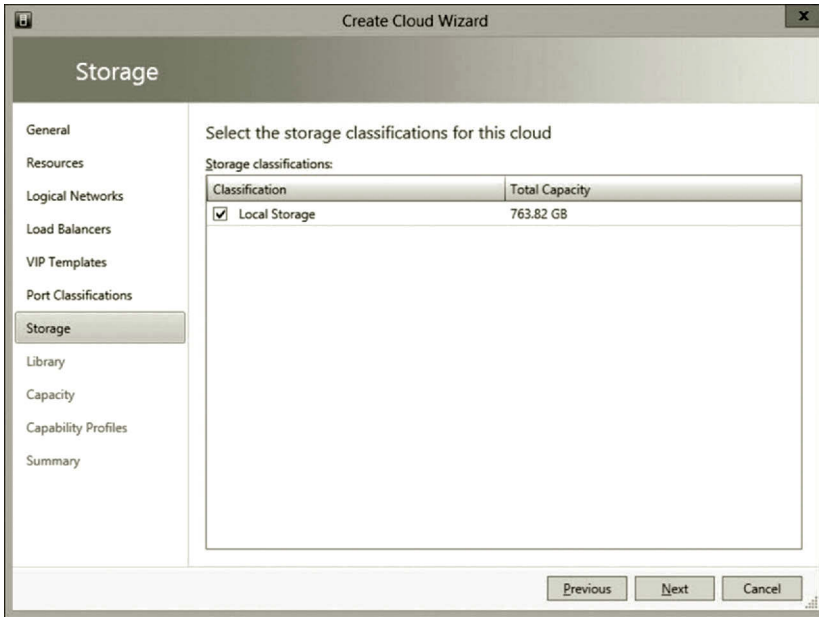 Create Cloud Wizard
x
Storage
General
Resources
Logical Networks
Load Balancers
VIP Templates
Port Classifications
Storage
Library
Capacity
Capability Profiles
Summary
Select the storage classifications for this cloud
Storage classifications:
Classification Total Capacity
Local Storage 763.82 GB
Previous Next Cancel